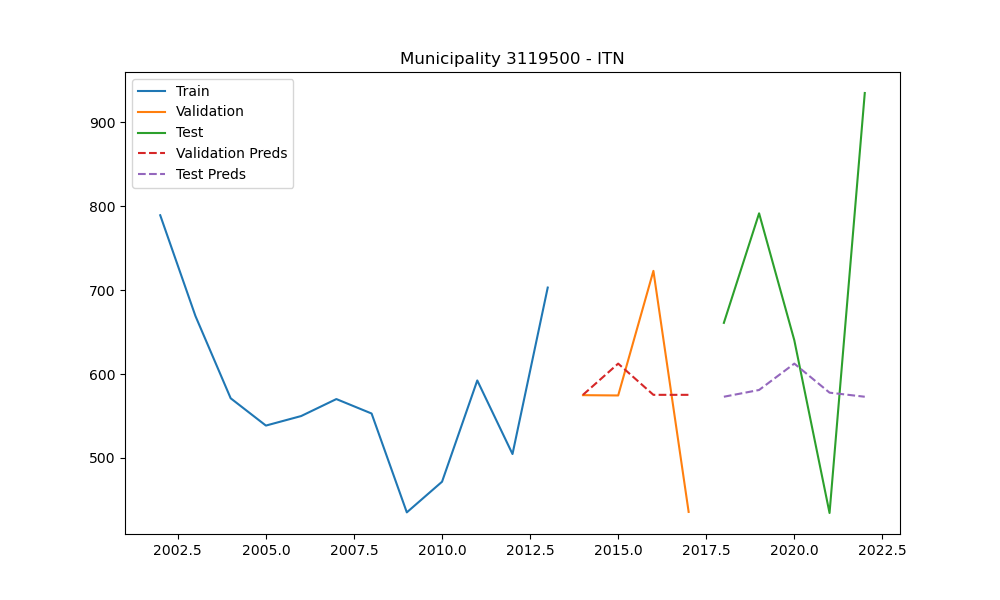 Municipality 3119500 - ITN
Train
Validation
Test
Validation Preds
Test Preds
900
800
700
600
500
2002.5 2005.0 2007.5 2010.0 2012.5 2015.0 2017.5 2020.0 2022.5